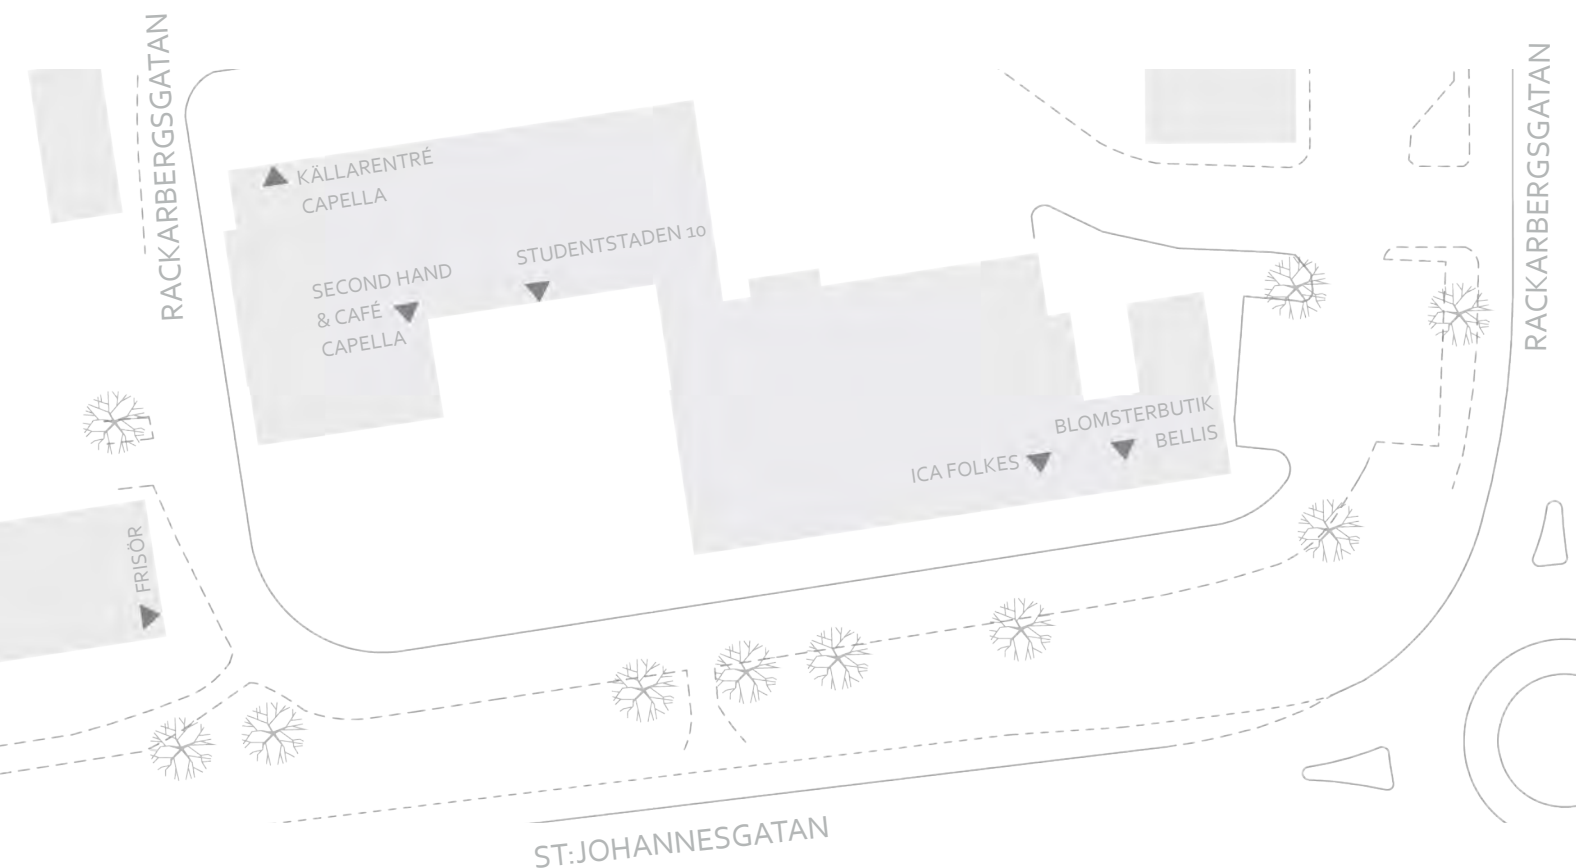 RACKARBERGSGATAN
RACKARBERGSGATAN
KÄLLARENTRÉ
CAPELLA
STUDENTSTADEN 10
SECOND HAND
& CAFÉ
CAPELLA
BLOMSTERBUTIK
BELLIS
ICA FOLKES
FRISÖR
ST:JOHANNESGATAN